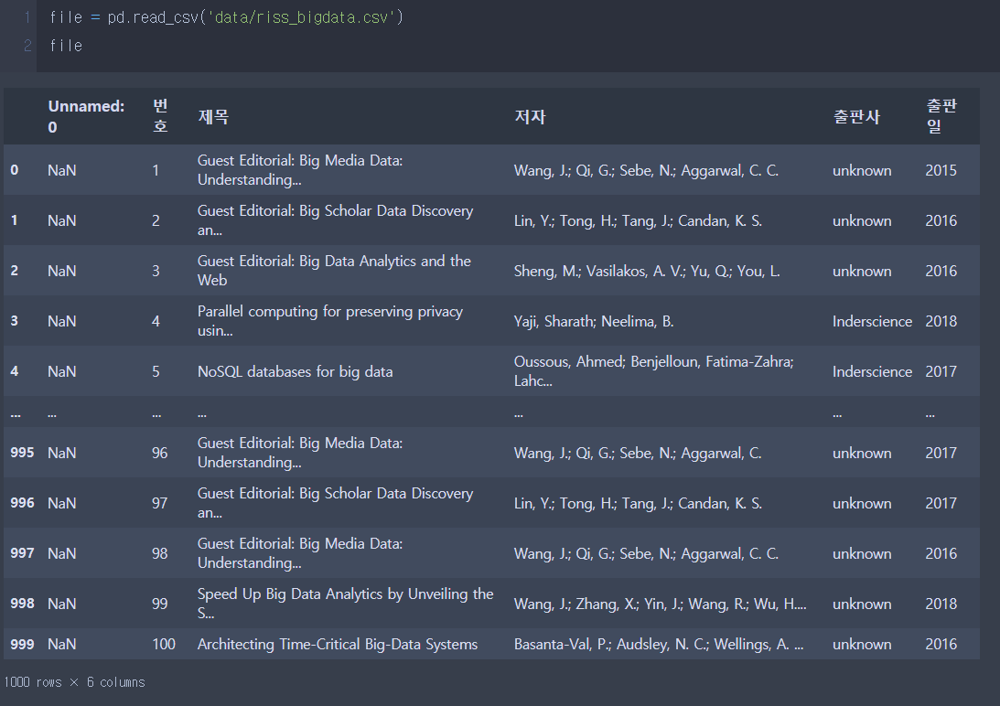 1 file = pd.read_csv('data/riss_bigdata.csv')
2 file
Unnamed: 0 번호 제목 저자 출판사 출판일
0 NaN 1 Guest Editorial: Big Media Data: Understanding... Wang, J.; Qi, G.; Sebe, N.; Aggarwal, C. C. unknown 2015
1 NaN 2 Guest Editorial: Big Scholar Data Discovery an... Lin, Y.; Tong, H.; Tang, J.; Candan, K. S. unknown 2016
2 NaN 3 Guest Editorial: Big Data Analytics and the Web Sheng, M.; Vasilakos, A. V.; Yu, Q.; You, L. unknown 2016
3 NaN 4 Parallel computing for preserving privacy usin... Yaji, Sharath; Neelima, B. Inderscience 2018
4 NaN 5 NoSQL databases for big data Oussous, Ahmed; Benjelloun, Fatima-Zahra; Lahc... Inderscience 2017
... ... ... ... ... ... ...
995 NaN 96 Guest Editorial: Big Media Data: Understanding... Wang, J.; Qi, G.; Sebe, N.; Aggarwal, C. unknown 2017
996 NaN 97 Guest Editorial: Big Scholar Data Discovery an... Lin, Y.; Tong, H.; Tang, J.; Candan, K. S. unknown 2017
997 NaN 98 Guest Editorial: Big Media Data: Understanding... Wang, J.; Qi, G.; Sebe, N.; Aggarwal, C. C. unknown 2016
998 NaN 99 Speed Up Big Data Analytics by Unveiling the S... Wang, J.; Zhang, X.; Yin, J.; Wang, R.; Wu, H.... unknown 2018
999 NaN 100 Architecting Time-Critical Big-Data Systems Basanta-Val, P.; Audsley, N. C.; Wellings, A. ... unknown 2016
1000 rows × 6 columns